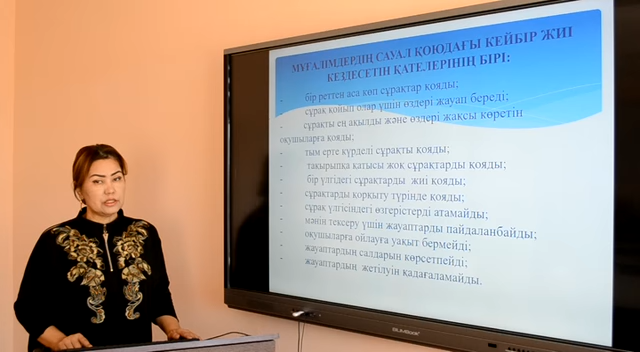 МҰҒАЛІМДЕРДІҢ САУАЛ ҚОЮДАҒЫ КЕЙБІР ЖИІ
КЕЗДЕСЕТІН ҚАТЕЛЕРІНІҢ БІРІ:
- бір реттен аса көп сұрақтар қояды;
- сұрақ қойып олар үшін өздері жауап береді;
- сұрақты ең ақылды және өздері жақсы көретін
оқушыларға қояды;
- тым ерте күрделі сұрақты қояды;
- тақырыпқа қатысы жоқ сұрақтарды қояды;
- бір үлгідегі сұрақтарды жиі қояды;
- сұрақтарды қорқыту түрінде қояды;
- сұрақ үлгісіндегі өзгерістерді атамайды;
- мәнін тексеру үшін жауаптарды пайдаланбайды;
- оқушыларға ойлауға уақыт бермейді;
- жауаптардың салдарын көрсетпейді;
- жауаптардың жетілуін қадағаламайды.